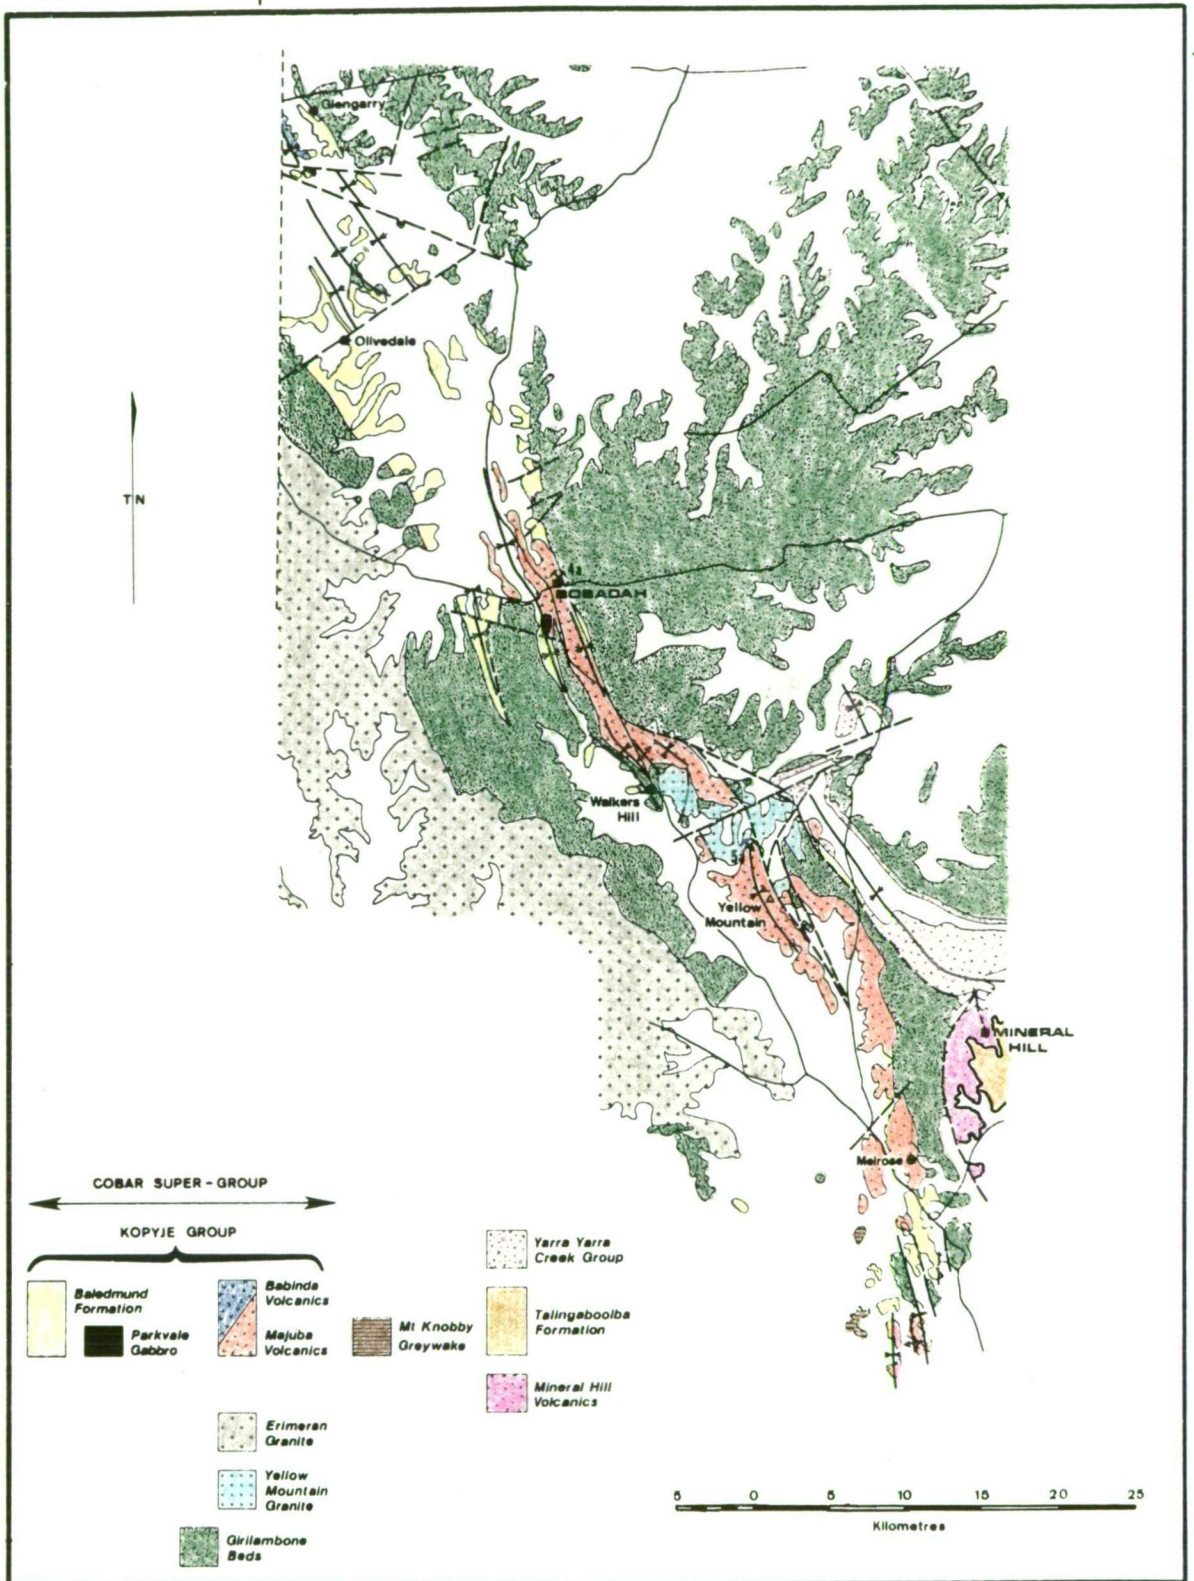 Glengarry
Olivedale
TN
4a
BOBADAH
Walkers
Hill
Yellow
Mountain
MINERAL
HILL
Melrose
COBAR SUPER-GROUP
KOPYJE GROUP
Baledmund
Formation
Parkvale
Gabbro
Babinda
Volcanics
Majuba
Volcanics
Mt Knobby
Greywake
Yarra Yarra
Creek Group
Talingaboolba
Formation
Mineral Hill
Volcanics
Erimeran
Granite
Yellow
Mountain
Granite
Girilambone
Beds
5 0 5 10 15 20 25
Kilometres